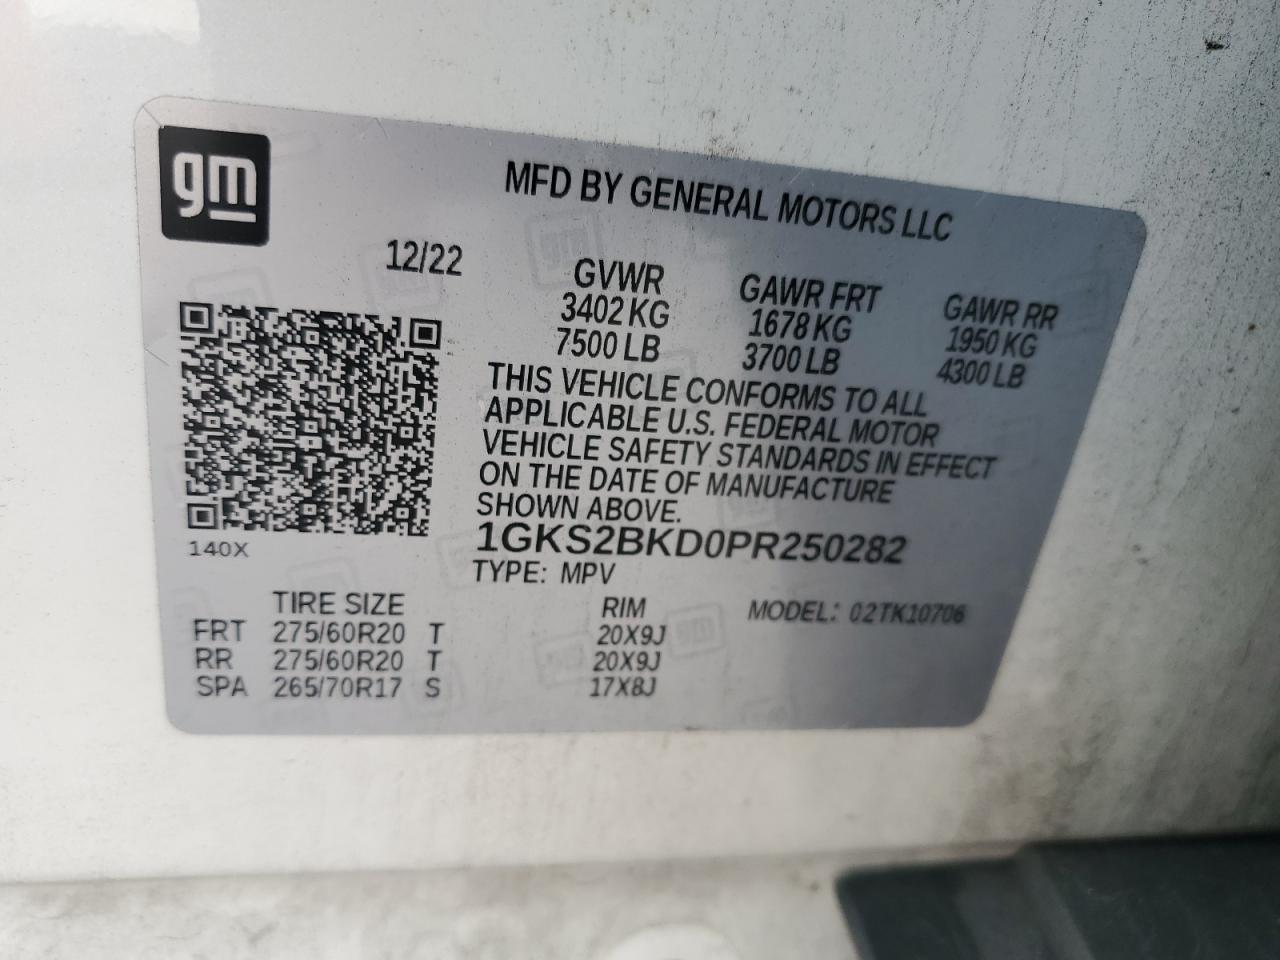 gm
MFD BY GENERAL MOTORS LLC
12/22
GVWR GAWR FRT GAWR RR
3402 KG 1678 KG 1950 KG
7500 LB 3700 LB 4300 LB
THIS VEHICLE CONFORMS TO ALL
APPLICABLE U.S. FEDERAL MOTOR
VEHICLE SAFETY STANDARDS IN EFFECT
ON THE DATE OF MANUFACTURE
SHOWN ABOVE.
140X
1GKS2BKD0PR250282
TYPE: MPV
MODEL: 02TK10706
TIRE SIZE RIM
FRT 275/60R20 T 20X9J
RR 275/60R20 T 20X9J
SPA 265/70R17 S 17X8J